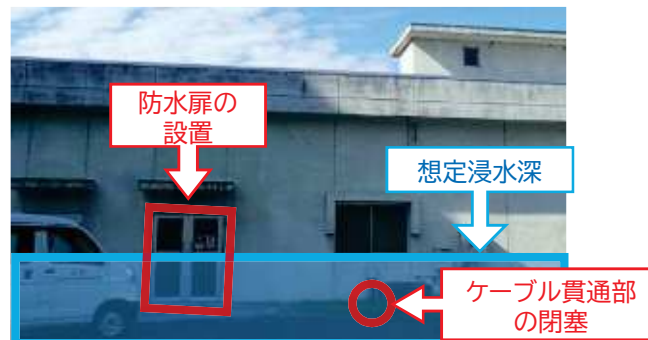 防水扉の
設置
想定浸水深
ケーブル貫通部
の閉塞